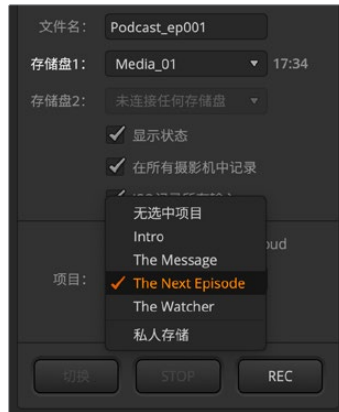 文件名： Podcast_ep001
存储盘1： Media_01 17:34
存储盘2： 未连接任何存储盘
显示状态
在所有摄影机中记录
无选中项目
Intro
oud
The Message
项目： The Next Episode
The Watcher
私人存储
切换 STOP REC